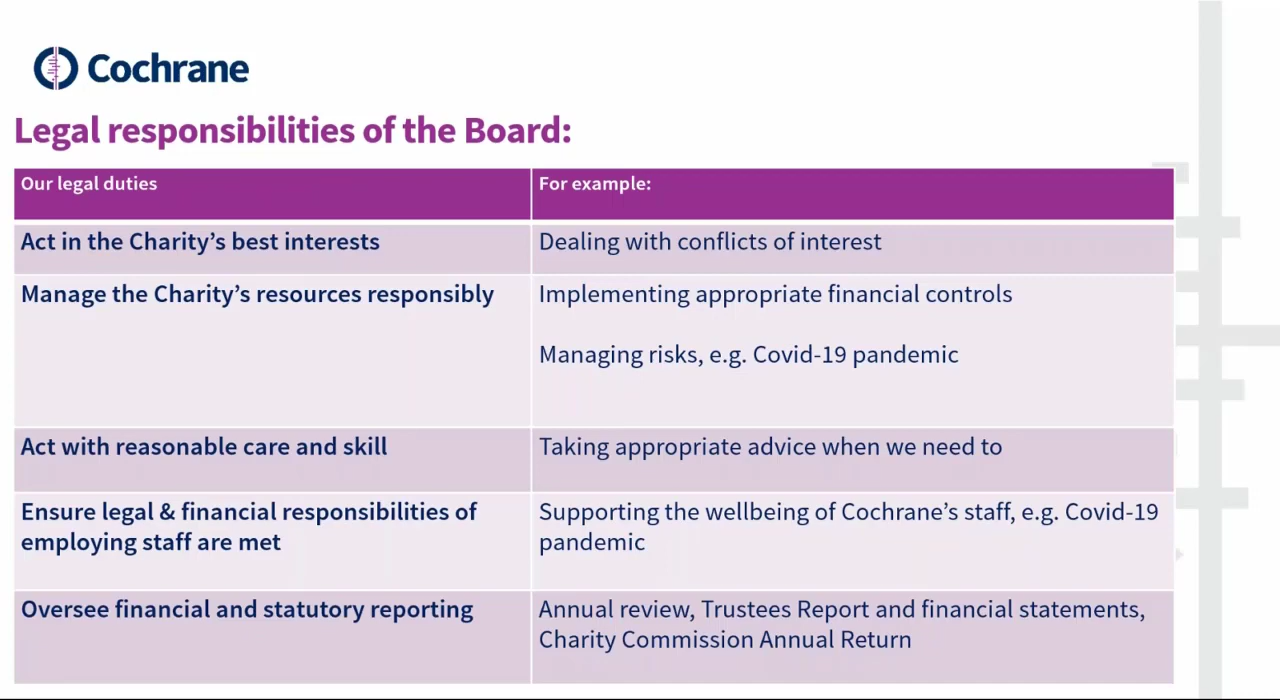 Cochrane
Legal responsibilities of the Board:
Our legal duties
For example:
Act in the Charity’s best interests
Dealing with conflicts of interest
Manage the Charity’s resources responsibly
Implementing appropriate financial controls
Managing risks, e.g. Covid-19 pandemic
Act with reasonable care and skill
Taking appropriate advice when we need to
Ensure legal & financial responsibilities of
employing staff are met
Supporting the wellbeing of Cochrane’s staff, e.g. Covid-19
pandemic
Oversee financial and statutory reporting
Annual review, Trustees Report and financial statements,
Charity Commission Annual Return